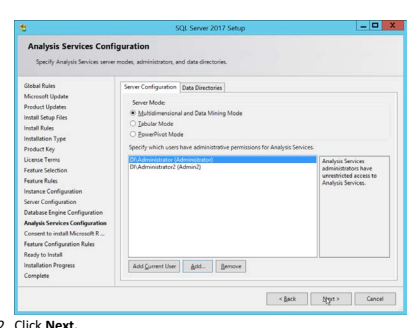 SQL Server 2017 Setup
Analysis Services Configuration
Specify Analysis Services server modes, administrators, and data directories.
Global Rules
Microsoft Update
Product Updates
Install Setup Files
Install Rules
Installation Type
Product Key
License Terms
Feature Selection
Feature Rules
Instance Configuration
Server Configuration
Database Engine Configuration
Analysis Services Configuration
Consent to install Microsoft R ...
Feature Configuration Rules
Ready to Install
Installation Progress
Complete
Server Configuration Data Directories
Server Mode:
Multidimensional and Data Mining Mode
Tabular Mode
PowerPivot Mode
Specify which users have administrative permissions for Analysis Services.
DJ\Administrator (Administrator)
DJ\Administrator2 (Admin2)
Analysis Services
administrators have
unrestricted access to
Analysis Services.
Add Current User Add... Remove
< Back Next > Cancel
2. Click Next.